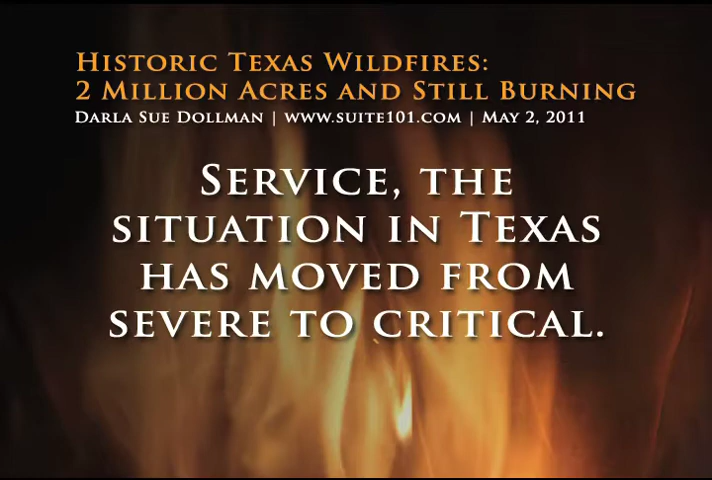 Historic Texas Wildfires:
2 Million Acres and Still Burning
Darla Sue Dollman | www.suite101.com | May 2, 2011
Service, the
situation in Texas
has moved from
severe to critical.